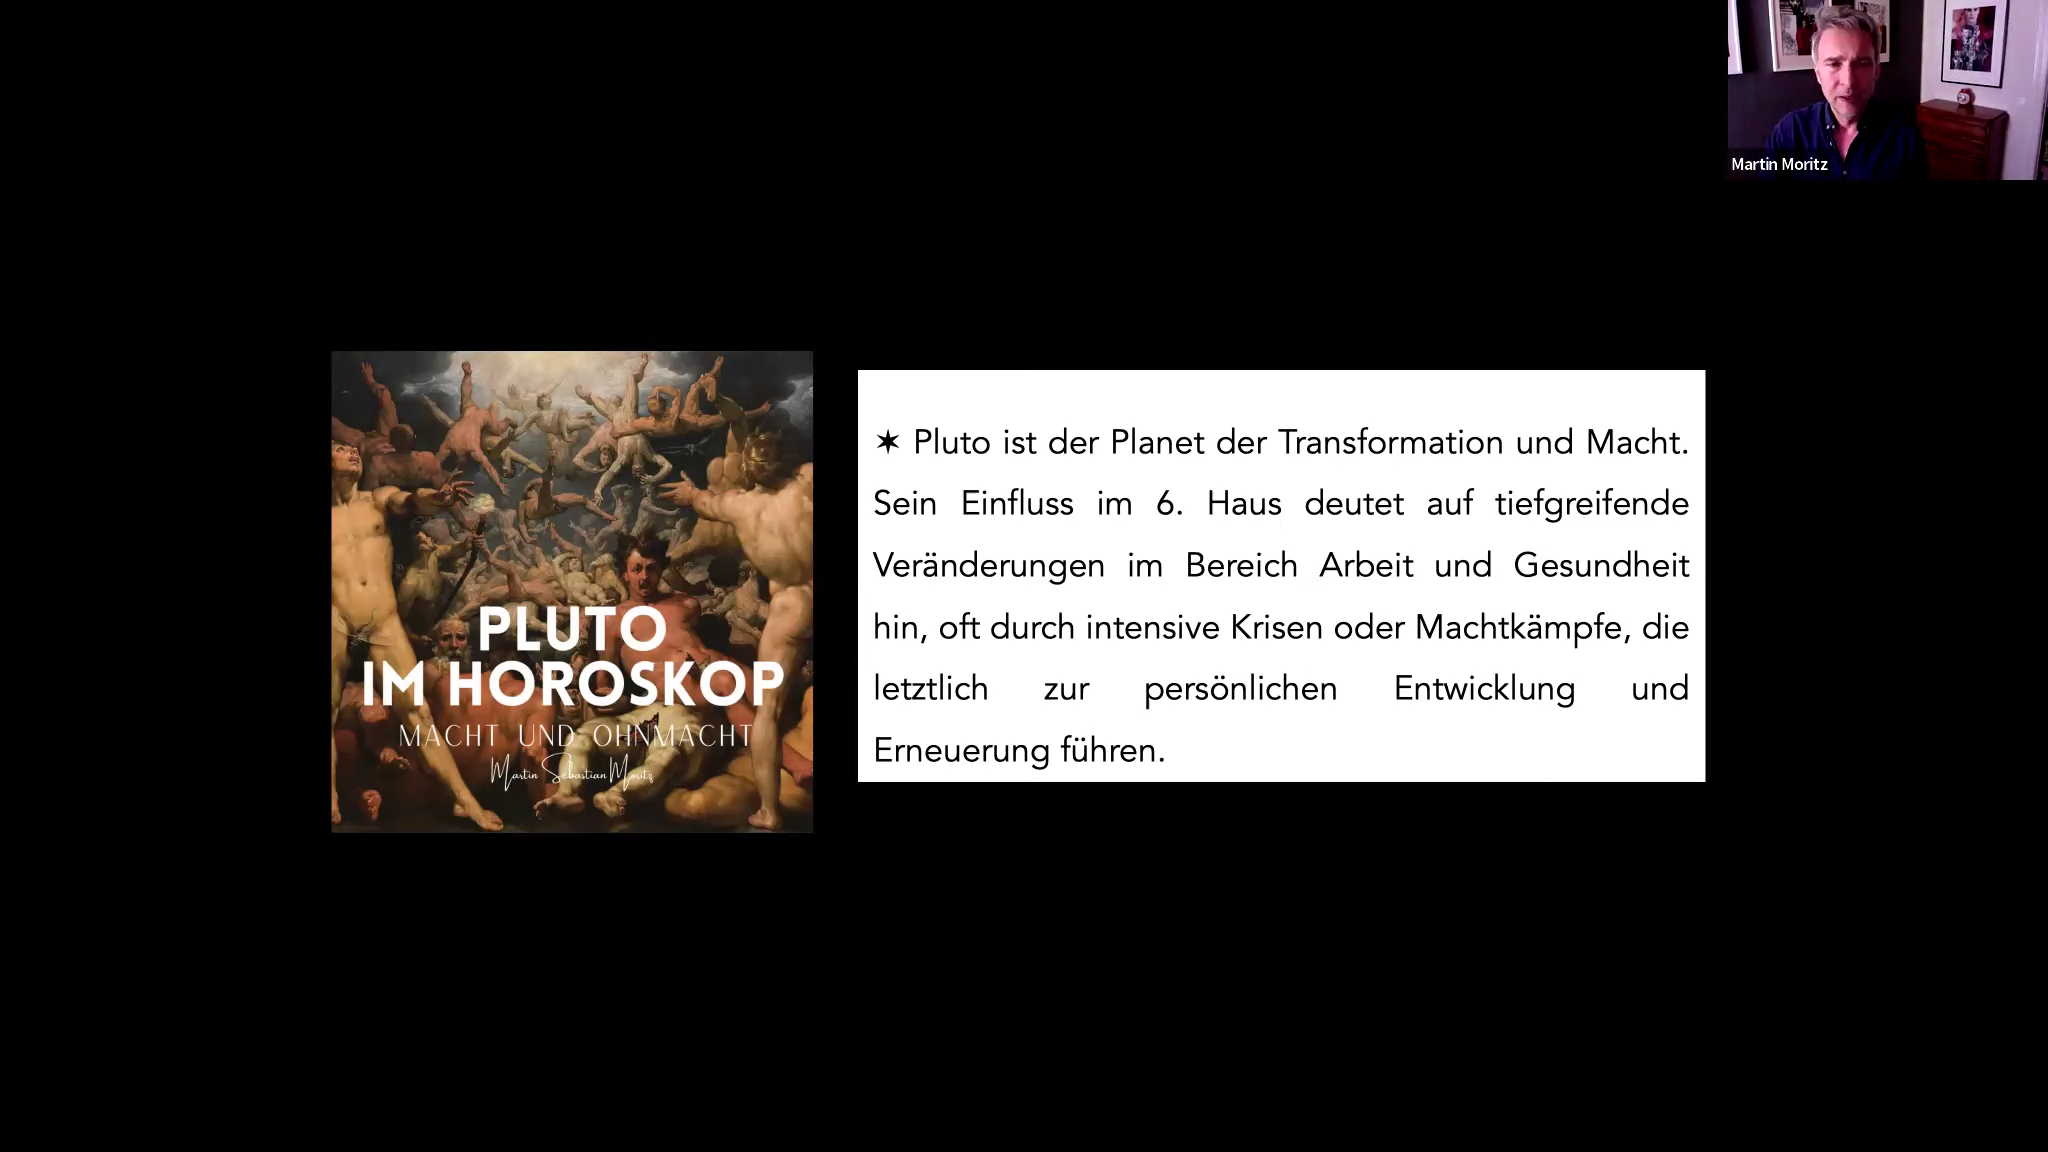 Martin Moritz
PLUTO
IM HOROSKOP
MACHT UND OHNMACHT
Martin Sebastian Moritz
✶ Pluto ist der Planet der Transformation und Macht.
Sein Einfluss im 6. Haus deutet auf tiefgreifende
Veränderungen im Bereich Arbeit und Gesundheit
hin, oft durch intensive Krisen oder Machtkämpfe, die
letztlich zur persönlichen Entwicklung und
Erneuerung führen.